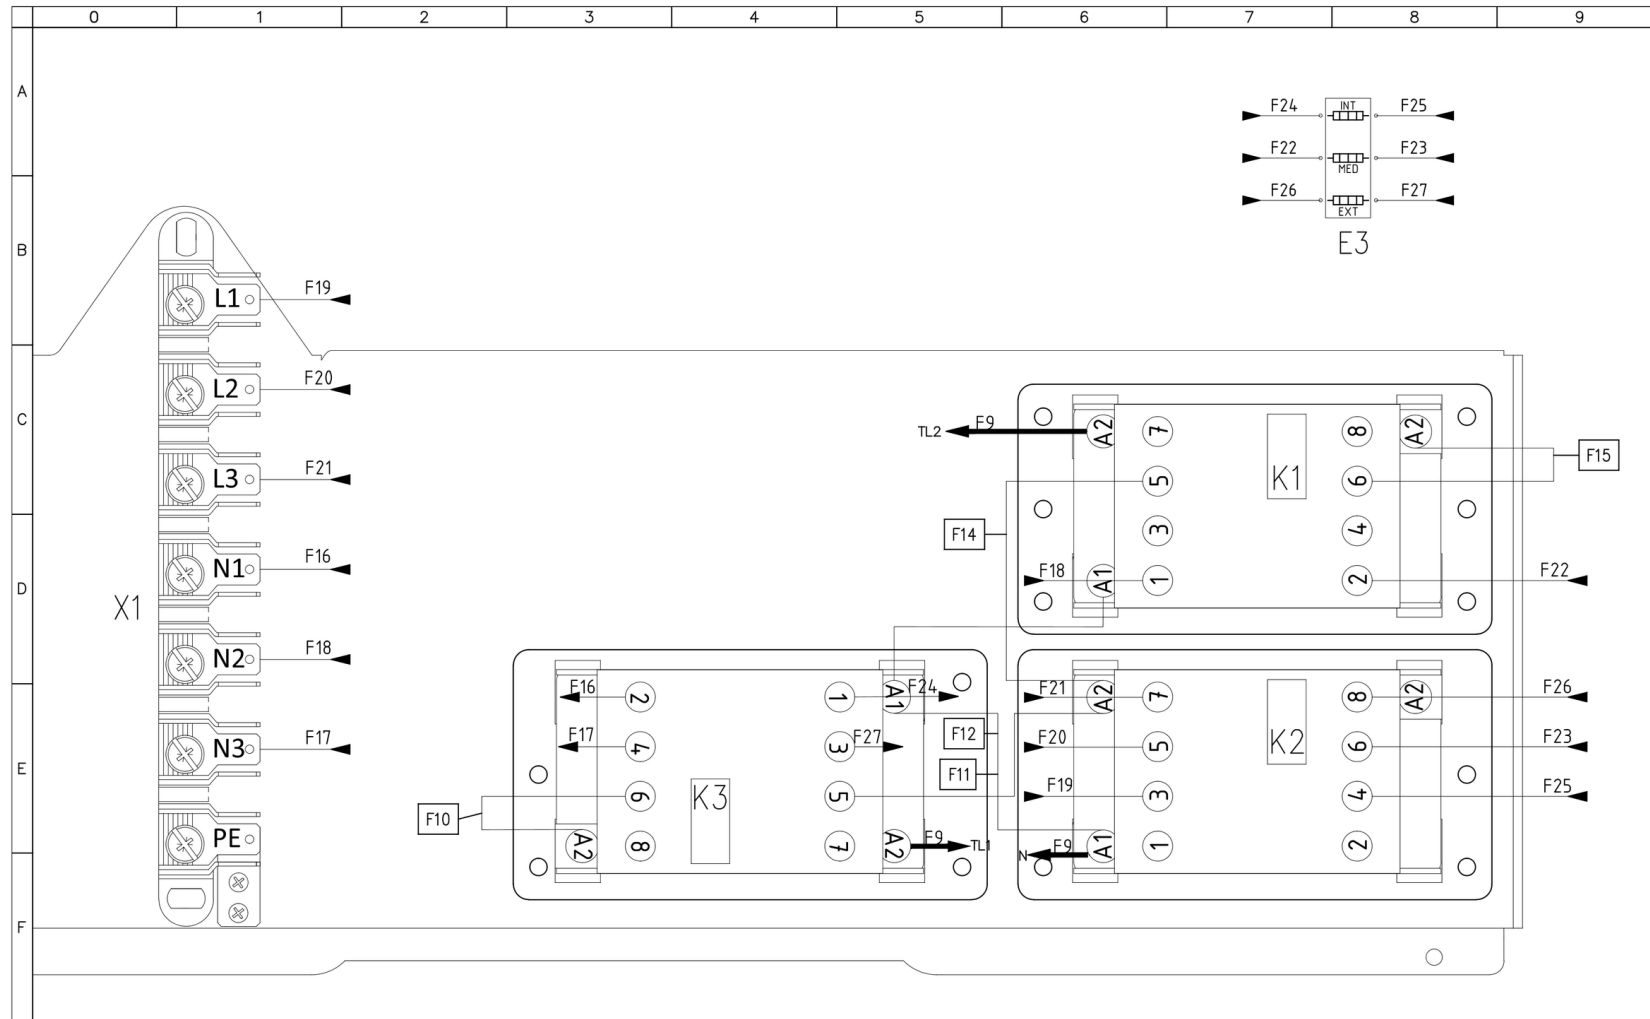 0 1 2 3 4 5 6 7 8 9
A
F24 INT F25
F22 F23
MED
F26 F27
EXT
B
E3
L1 F19
L2 F20
C
TL2 F9 A2 7 8 A2
F15
L3 F21
5 K1 6
F14
3 4
N1 F16
D
F18 A1 1 2 F22
X1
N2 F18
F16 2 1 A1 F24
F21 A2 7 8 A2 F26
N3 F17
F17 4 3 F27 F12
F20 5 K2 6 F23
E
F11
6 K3 5
F19 3 4 F25
F10
PE
A2 8 7 A2 F9 TL1
N F9 A1 1 2
F